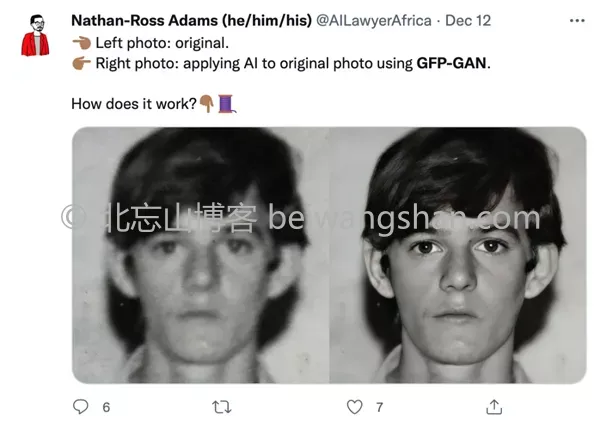 Nathan-Ross Adams (he/him/his) @AILawyerAfrica · Dec 12
👈🏽 Left photo: original.
👉🏽 Right photo: applying AI to original photo using GFP-GAN.
How does it work?👇🏽🧵
© 北忘山博客 beiwangshan.com
6
7